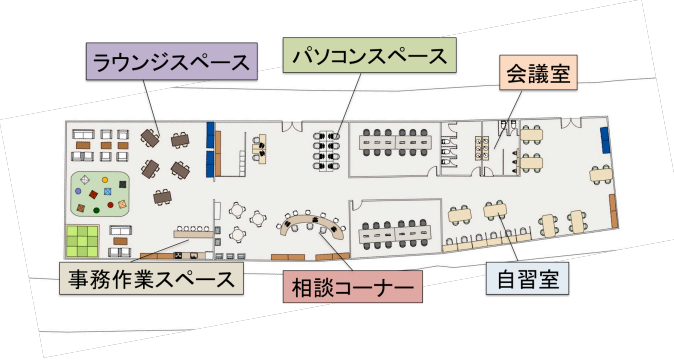 ラウンジスペース
パソコンスペース
会議室
事務作業スペース
相談コーナー
自習室